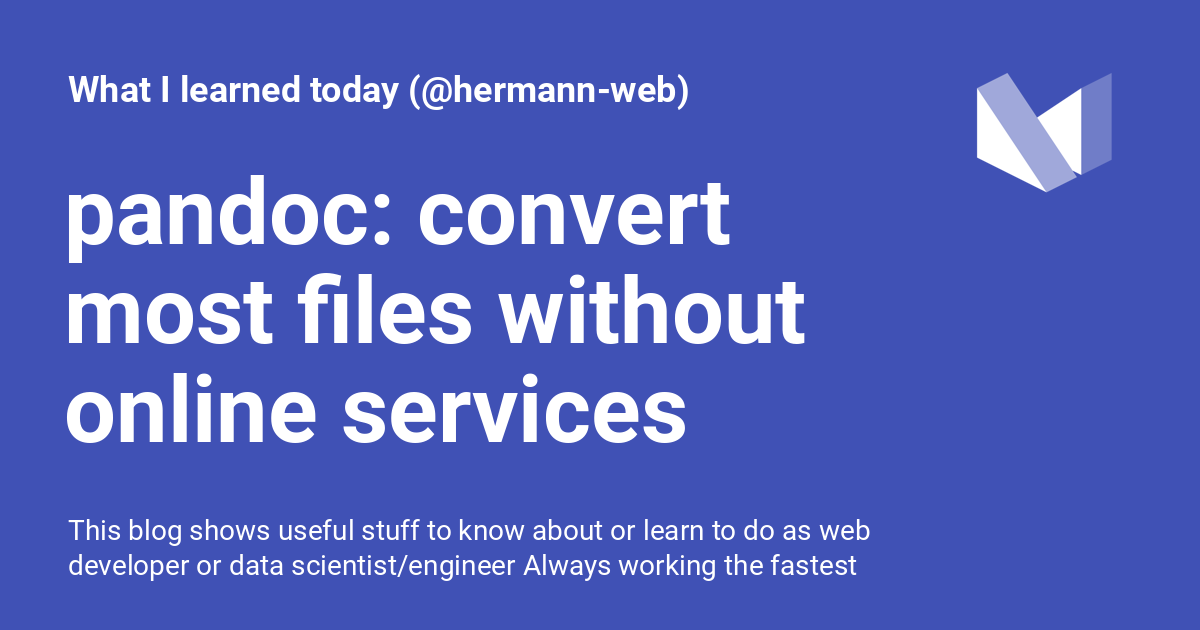 What I learned today (@hermann-web)
pandoc: convert
most files without
online services
This blog shows useful stuff to know about or learn to do as web
developer or data scientist/engineer Always working the fastest